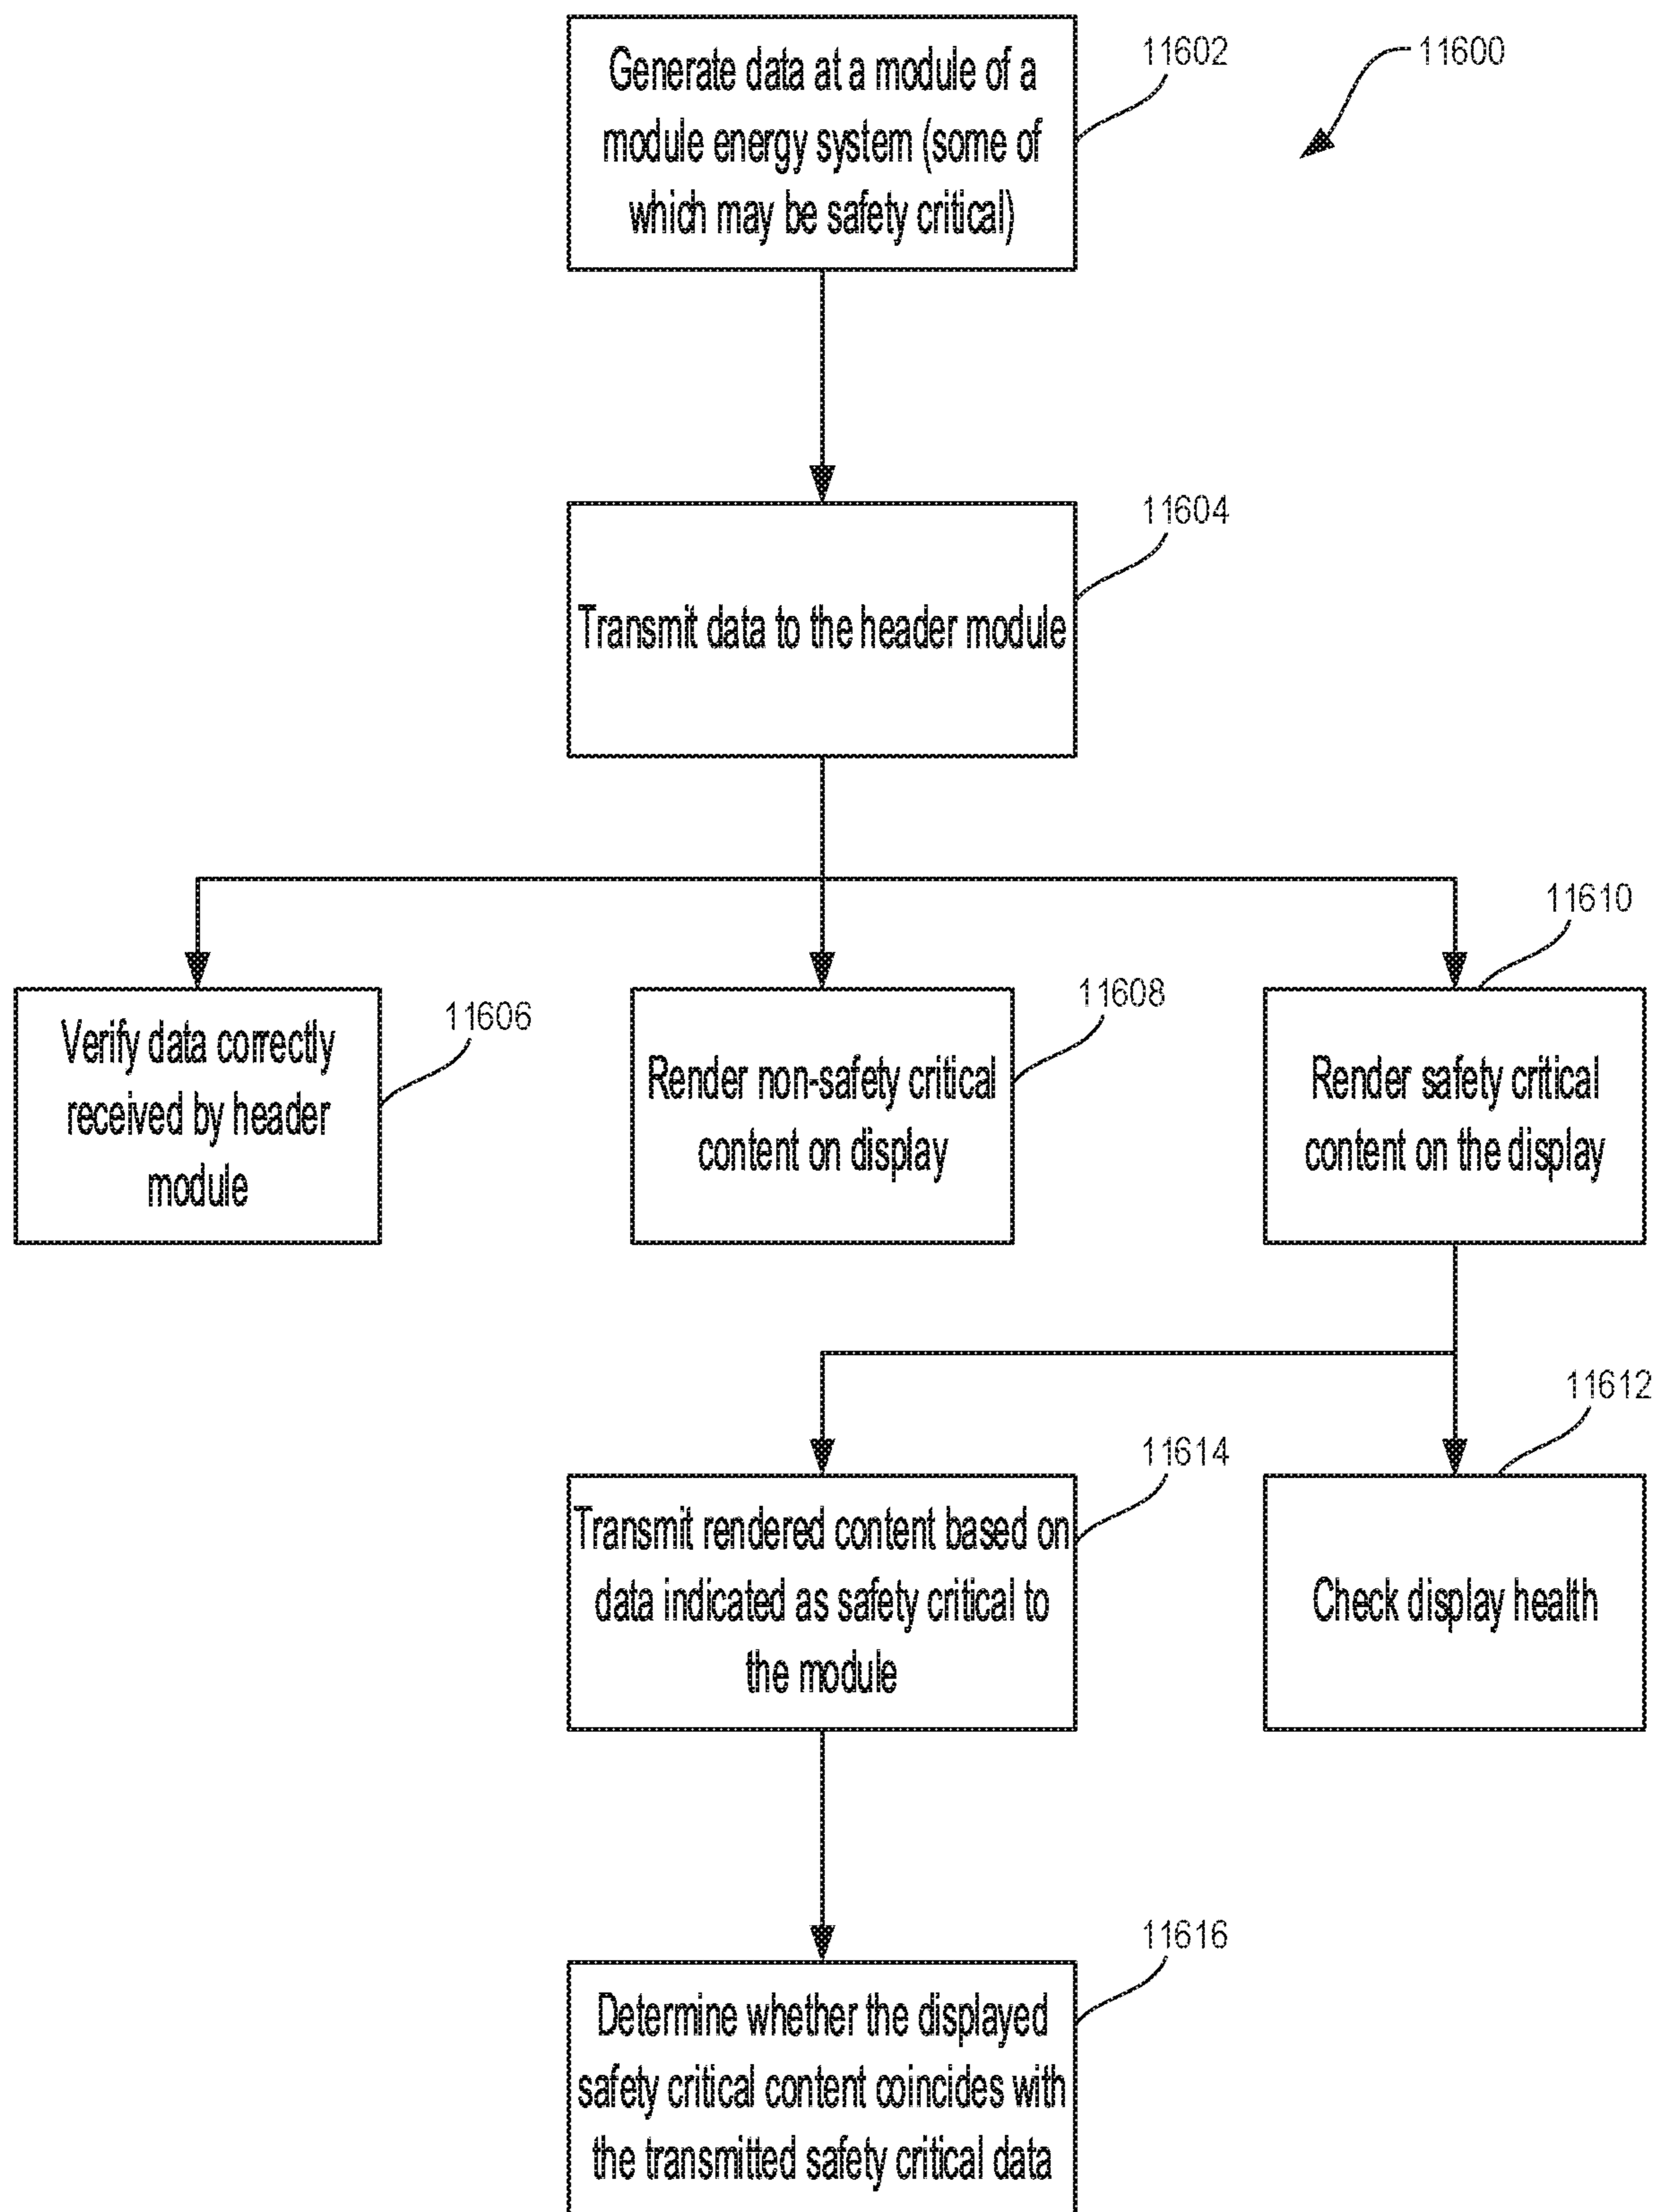 Generate data at a module of a
module energy system (some of
which may be safety critical)
11602
11600
Transmit data to the header module
11604
Verify data correctly
received by header
module
11606
Render non-safety critical
content on display
11608
Render safety critical
content on the display
11610
Transmit rendered content based on
data indicated as safety critical to
the module
11614
Check display health
11612
Determine whether the displayed
safety critical content coincides with
the transmitted safety critical data
11616